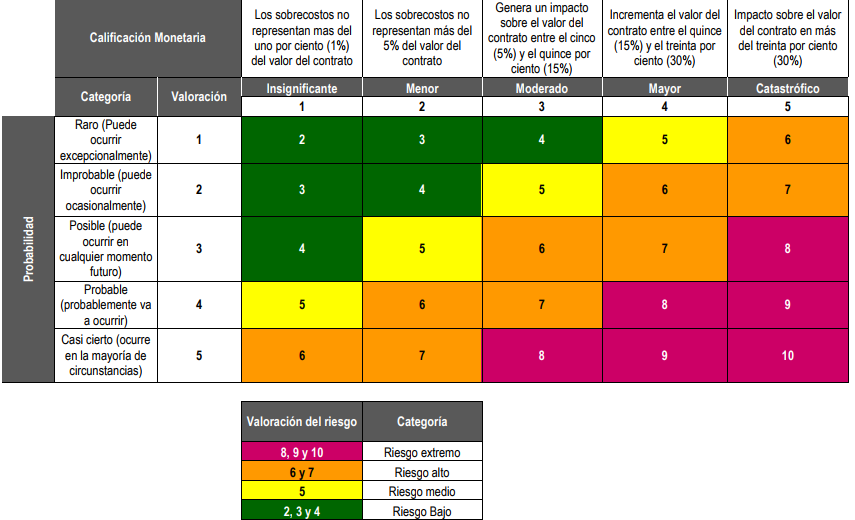 Calificación Monetaria
Los sobrecostos no
representan mas del
uno por ciento (1%)
del valor del contrato
Los sobrecostos no
representan más del
5% del valor del
contrato
Genera un impacto
sobre el valor del
contrato entre el cinco
(5%) y el quince por
ciento (15%)
Incrementa el valor del
contrato entre el quince
(15%) y el treinta por
ciento (30%)
Impacto sobre el valor
del contrato en más
del treinta por ciento
(30%)
Categoría
Valoración
Insignificante
Menor
Moderado
Mayor
Catastrófico
1
2
3
4
5
Probabilidad
Raro (Puede
ocurrir
excepcionalmente)
1
2
3
4
5
6
Improbable (puede
ocurrir
ocasionalmente)
2
3
4
5
6
7
Posible (puede
ocurrir en
cualquier momento
futuro)
3
4
5
6
7
8
Probable
(probablemente va
a ocurrir)
4
5
6
7
8
9
Casi cierto (ocurre
en la mayoría de
circunstancias)
5
6
7
8
9
10
Valoración del riesgo
Categoría
8, 9 y 10
Riesgo extremo
6 y 7
Riesgo alto
5
Riesgo medio
2, 3 y 4
Riesgo Bajo